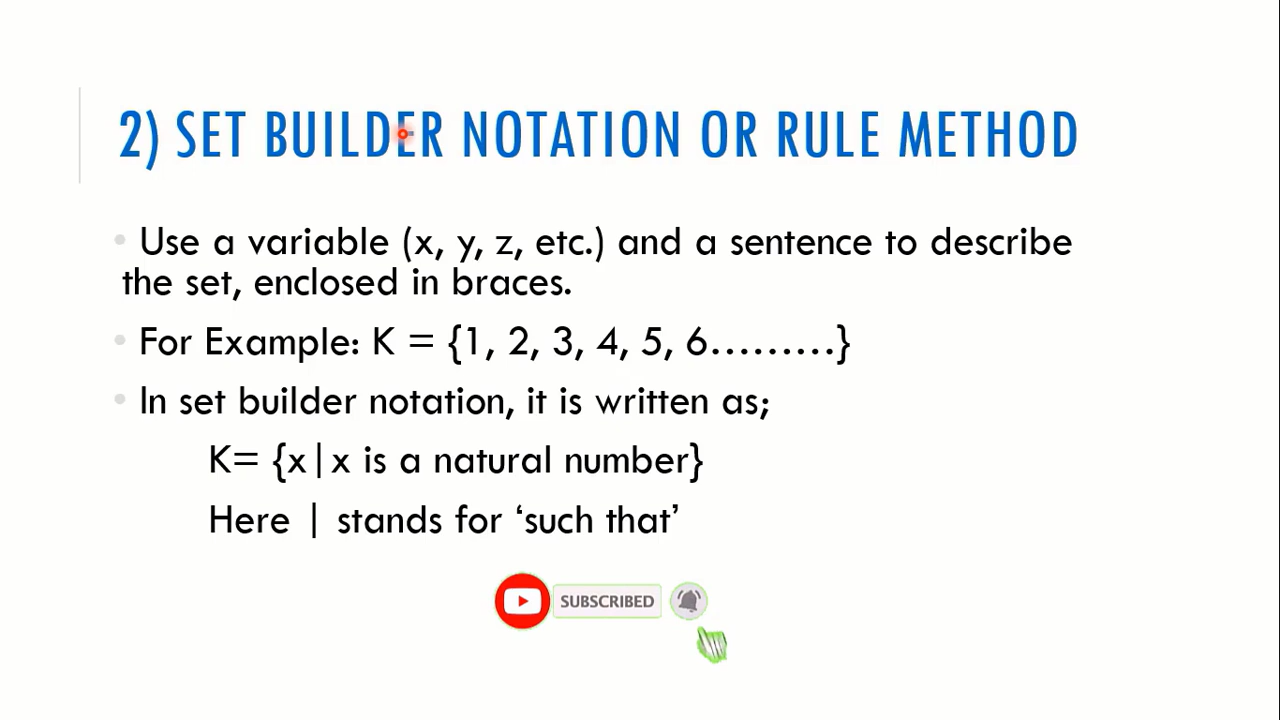 2) SET BUILDER NOTATION OR RULE METHOD
• Use a variable (x, y, z, etc.) and a sentence to describe
the set, enclosed in braces.
• For Example: K = {1, 2, 3, 4, 5, 6.........}
• In set builder notation, it is written as;
K= {x|x is a natural number}
Here | stands for ‘such that’
SUBSCRIBED